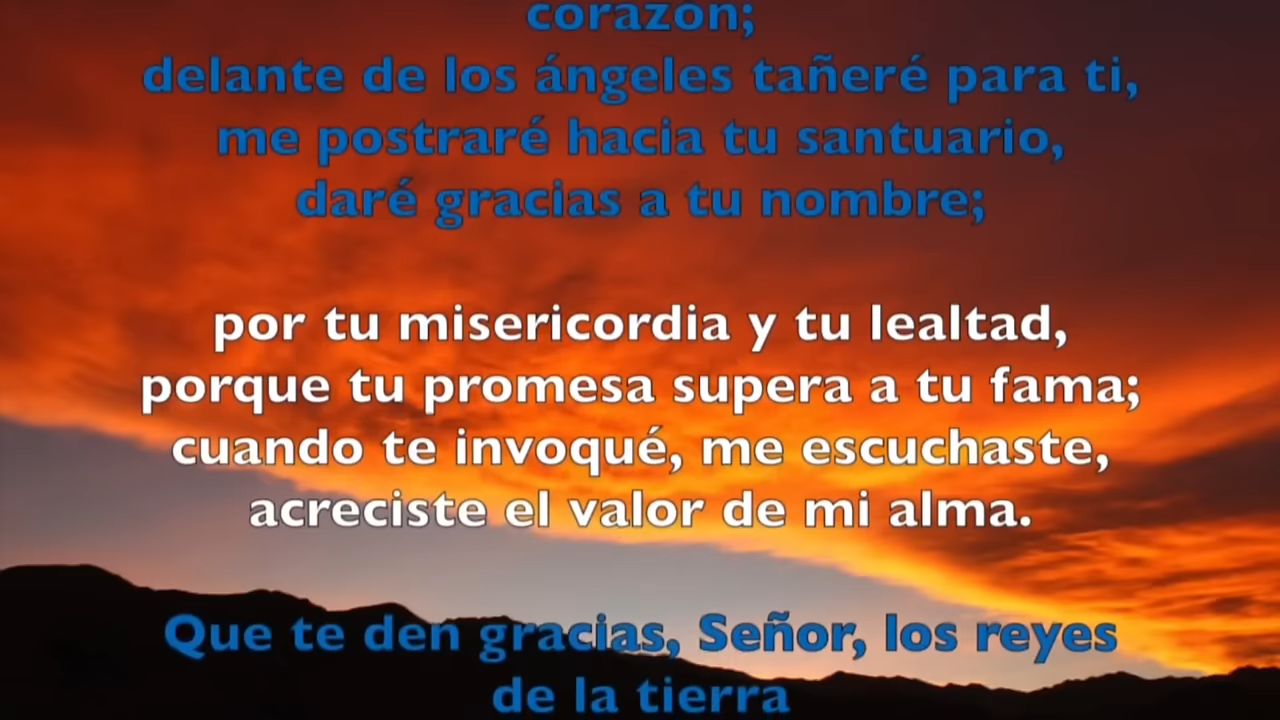 corazón;
delante de los ángeles tañeré para ti,
me postraré hacia tu santuario,
daré gracias a tu nombre;
por tu misericordia y tu lealtad,
porque tu promesa supera a tu fama;
cuando te invoqué, me escuchaste,
acreciste el valor de mi alma.
Que te den gracias, Señor, los reyes
de la tierra